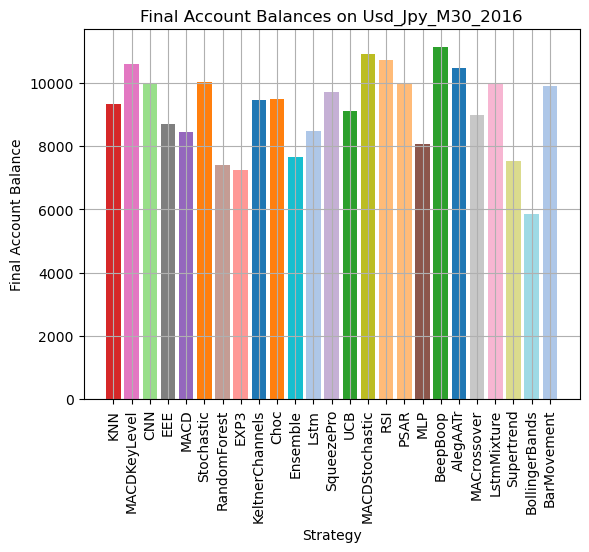 Final Account Balances on Usd_Jpy_M30_2016
Final Account Balance
10000
8000
6000
4000
2000
0
KNN
MACDKeyLevel
CNN
EEE
MACD
Stochastic
RandomForest
EXP3
KeltnerChannels
Choc
Ensemble
Lstm
SqueezePro
UCB
MACDStochastic
RSI
PSAR
MLP
BeepBoop
AlegAATr
MACrossover
LstmMixture
Supertrend
BollingerBands
BarMovement
Strategy